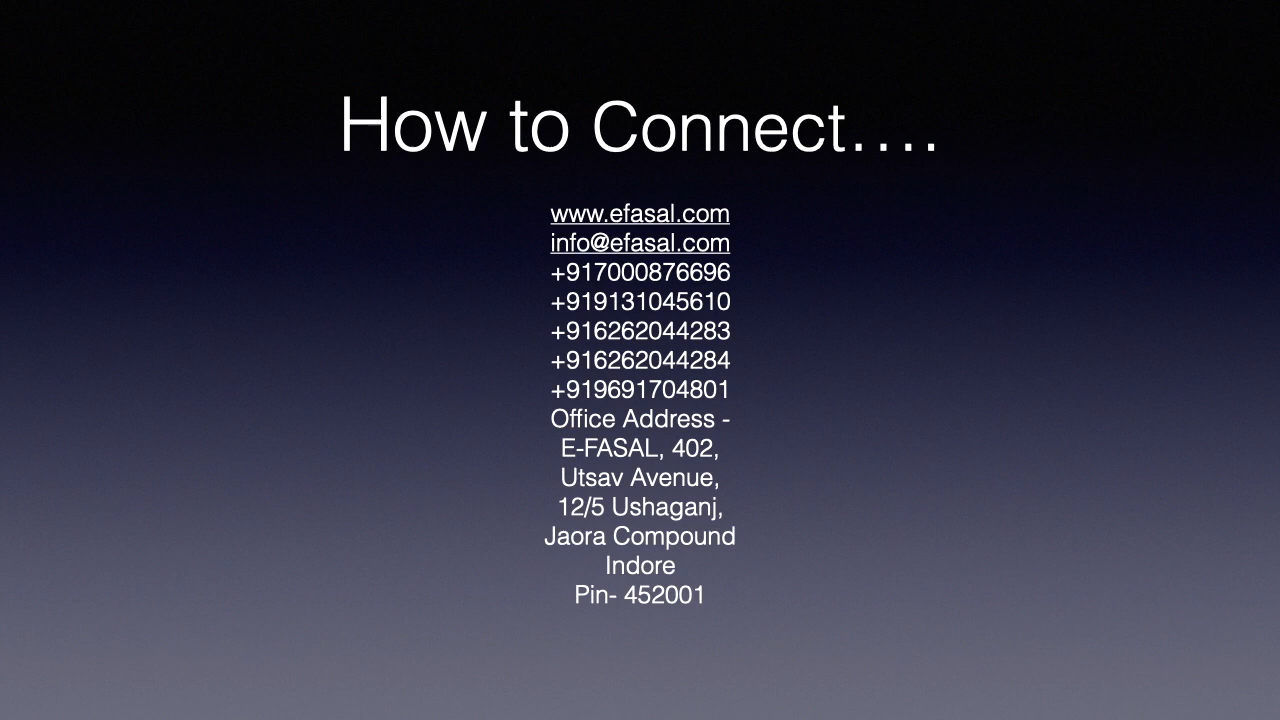 How to Connect….
www.efasal.com
info@efasal.com
+917000876696
+919131045610
+916262044283
+916262044284
+919691704801
Office Address -
E-FASAL, 402,
Utsav Avenue,
12/5 Ushaganj,
Jaora Compound
Indore
Pin- 452001